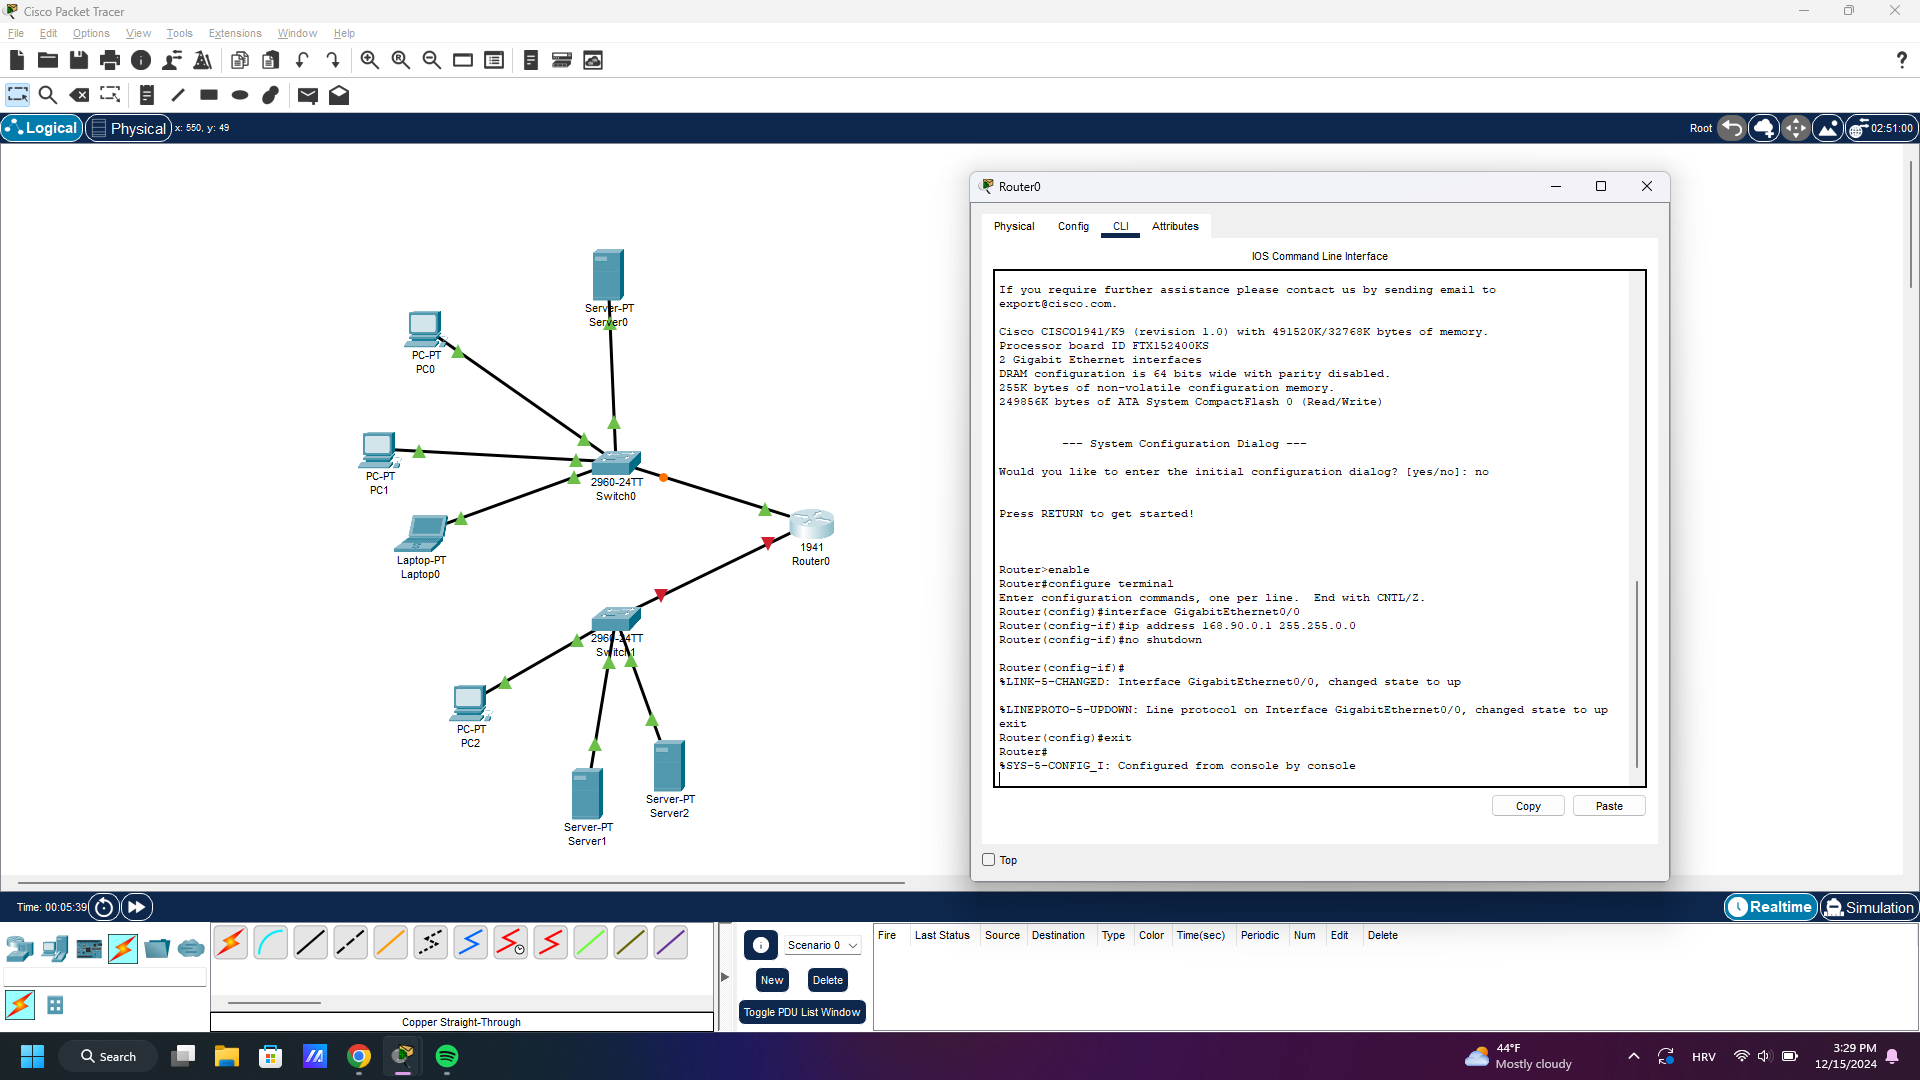 Cisco Packet Tracer
File Edit Options View Tools Extensions Window Help
Logical Physical x: 550, y: 49 Root 02:51:00
Server-PT
Server0
PC-PT
PC0
PC-PT
PC1
2960-24TT
Switch0
Laptop-PT
Laptop0
1941
Router0
2960-24TT
Switch1
PC-PT
PC2
Server-PT
Server2
Server-PT
Server1
Router0
Physical Config CLI Attributes
IOS Command Line Interface
If you require further assistance please contact us by sending email to
export@cisco.com.
Cisco CISCO1941/K9 (revision 1.0) with 491520K/32768K bytes of memory.
Processor board ID FTX152400KS
2 Gigabit Ethernet interfaces
DRAM configuration is 64 bits wide with parity disabled.
255K bytes of non-volatile configuration memory.
249856K bytes of ATA System CompactFlash 0 (Read/Write)
--- System Configuration Dialog ---
Would you like to enter the initial configuration dialog? [yes/no]: no
Press RETURN to get started!
Router>enable
Router#configure terminal
Enter configuration commands, one per line.  End with CNTL/Z.
Router(config)#interface GigabitEthernet0/0
Router(config-if)#ip address 168.90.0.1 255.255.0.0
Router(config-if)#no shutdown
Router(config-if)#
%LINK-5-CHANGED: Interface GigabitEthernet0/0, changed state to up
%LINEPROTO-5-UPDOWN: Line protocol on Interface GigabitEthernet0/0, changed state to up
exit
Router(config)#exit
Router#
%SYS-5-CONFIG_I: Configured from console by console
Copy Paste
Top
Time: 00:05:39 Realtime Simulation
Scenario 0
New Delete
Toggle PDU List Window
Fire Last Status Source Destination Type Color Time(sec) Periodic Num Edit Delete
Copper Straight-Through
Search
44°F
Mostly cloudy
HRV
3:29 PM
12/15/2024